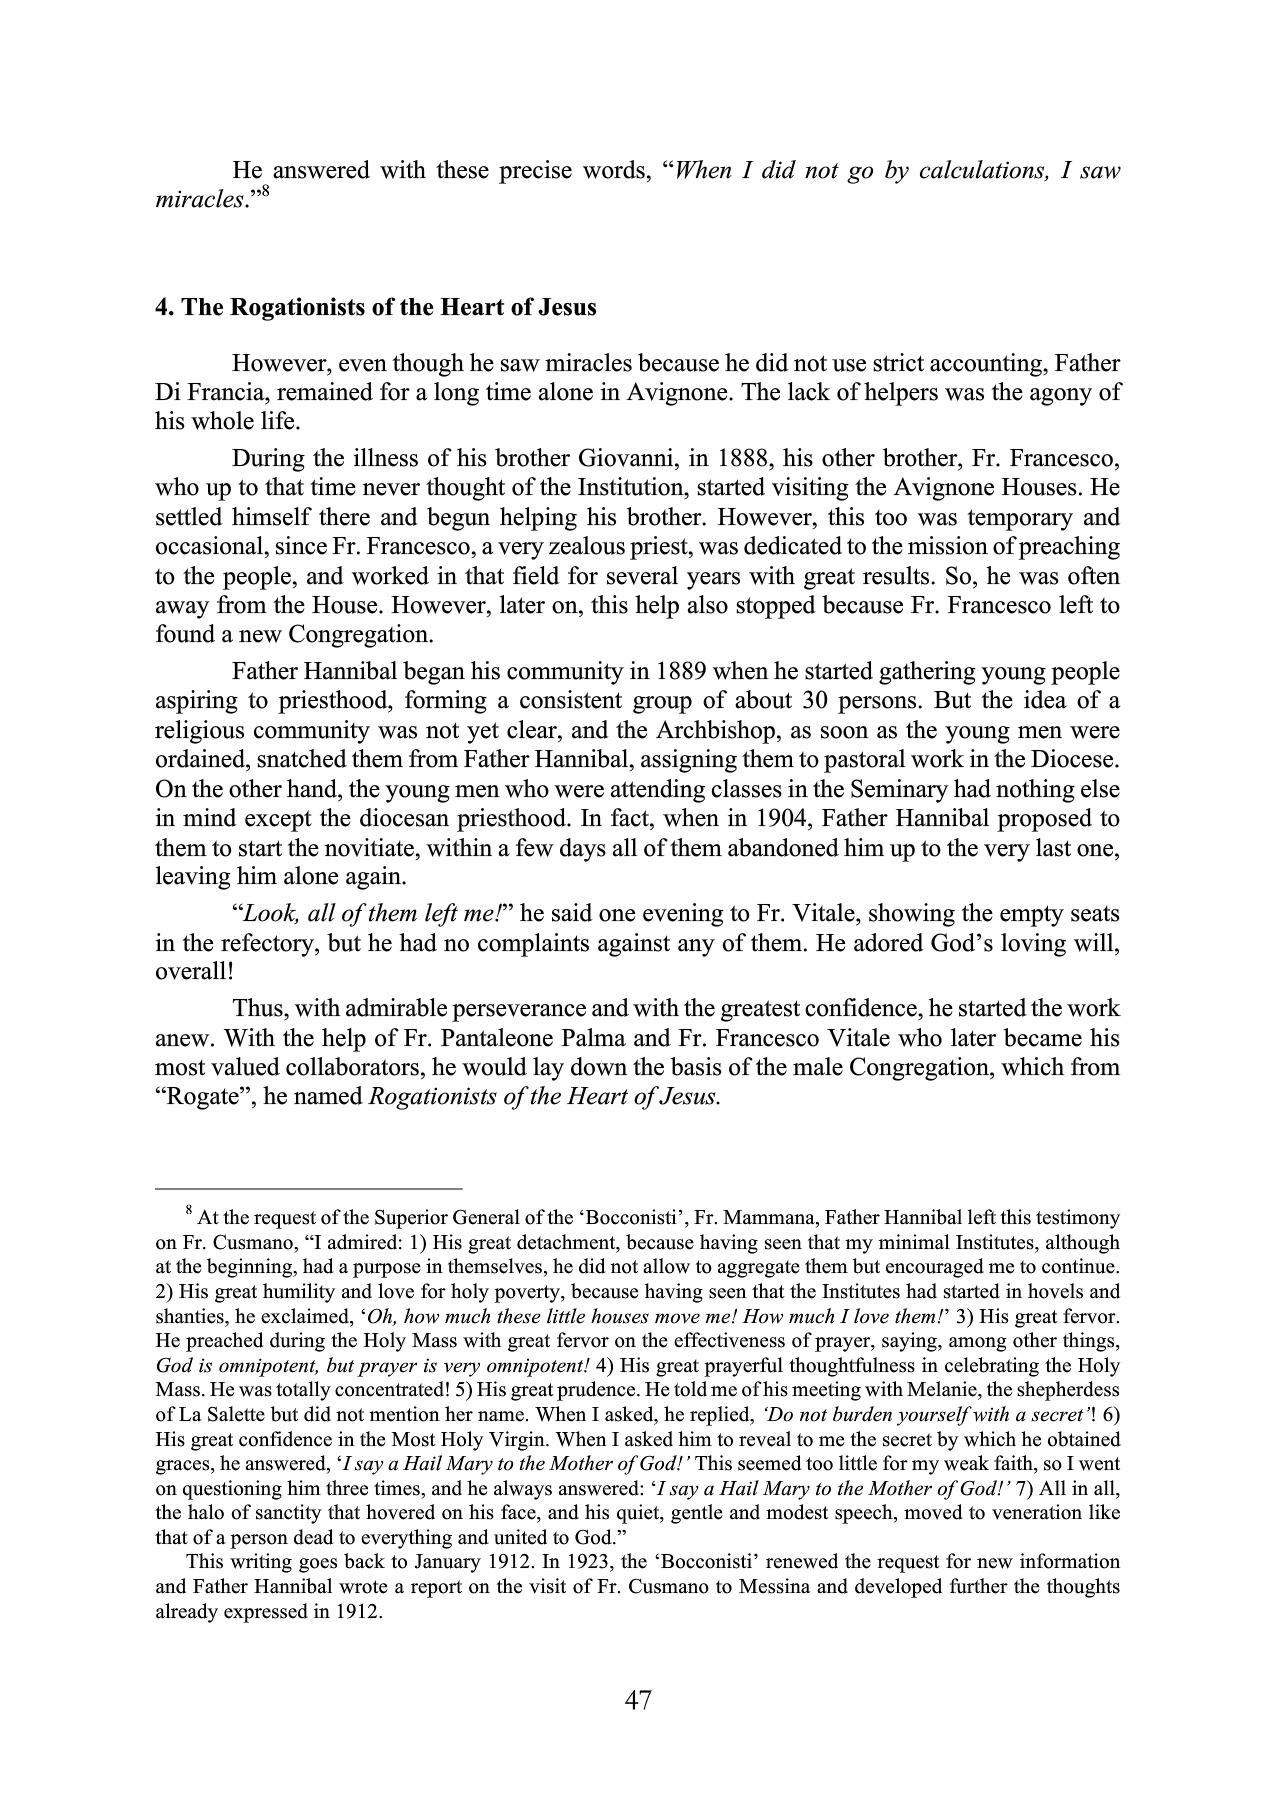 He answered with these precise words, “When I did not go by calculations, I saw
miracles.”8
4. The Rogationists of the Heart of Jesus
However, even though he saw miracles because he did not use strict accounting, Father
Di Francia, remained for a long time alone in Avignone. The lack of helpers was the agony of
his whole life.
During the illness of his brother Giovanni, in 1888, his other brother, Fr. Francesco,
who up to that time never thought of the Institution, started visiting the Avignone Houses. He
settled himself there and begun helping his brother. However, this too was temporary and
occasional, since Fr. Francesco, a very zealous priest, was dedicated to the mission of preaching
to the people, and worked in that field for several years with great results. So, he was often
away from the House. However, later on, this help also stopped because Fr. Francesco left to
found a new Congregation.
Father Hannibal began his community in 1889 when he started gathering young people
aspiring to priesthood, forming a consistent group of about 30 persons. But the idea of a
religious community was not yet clear, and the Archbishop, as soon as the young men were
ordained, snatched them from Father Hannibal, assigning them to pastoral work in the Diocese.
On the other hand, the young men who were attending classes in the Seminary had nothing else
in mind except the diocesan priesthood. In fact, when in 1904, Father Hannibal proposed to
them to start the novitiate, within a few days all of them abandoned him up to the very last one,
leaving him alone again.
“Look, all of them left me!” he said one evening to Fr. Vitale, showing the empty seats
in the refectory, but he had no complaints against any of them. He adored God’s loving will,
overall!
Thus, with admirable perseverance and with the greatest confidence, he started the work
anew. With the help of Fr. Pantaleone Palma and Fr. Francesco Vitale who later became his
most valued collaborators, he would lay down the basis of the male Congregation, which from
“Rogate”, he named Rogationists of the Heart of Jesus.
8 At the request of the Superior General of the ‘Bocconisti’, Fr. Mammana, Father Hannibal left this testimony
on Fr. Cusmano, “I admired: 1) His great detachment, because having seen that my minimal Institutes, although
at the beginning, had a purpose in themselves, he did not allow to aggregate them but encouraged me to continue.
2) His great humility and love for holy poverty, because having seen that the Institutes had started in hovels and
shanties, he exclaimed, ‘Oh, how much these little houses move me! How much I love them!’ 3) His great fervor.
He preached during the Holy Mass with great fervor on the effectiveness of prayer, saying, among other things,
God is omnipotent, but prayer is very omnipotent! 4) His great prayerful thoughtfulness in celebrating the Holy
Mass. He was totally concentrated! 5) His great prudence. He told me of his meeting with Melanie, the shepherdess
of La Salette but did not mention her name. When I asked, he replied, ‘Do not burden yourself with a secret’! 6)
His great confidence in the Most Holy Virgin. When I asked him to reveal to me the secret by which he obtained
graces, he answered, ‘I say a Hail Mary to the Mother of God!’ This seemed too little for my weak faith, so I went
on questioning him three times, and he always answered: ‘I say a Hail Mary to the Mother of God!’ 7) All in all,
the halo of sanctity that hovered on his face, and his quiet, gentle and modest speech, moved to veneration like
that of a person dead to everything and united to God.”
This writing goes back to January 1912. In 1923, the ‘Bocconisti’ renewed the request for new information
and Father Hannibal wrote a report on the visit of Fr. Cusmano to Messina and developed further the thoughts
already expressed in 1912.
47